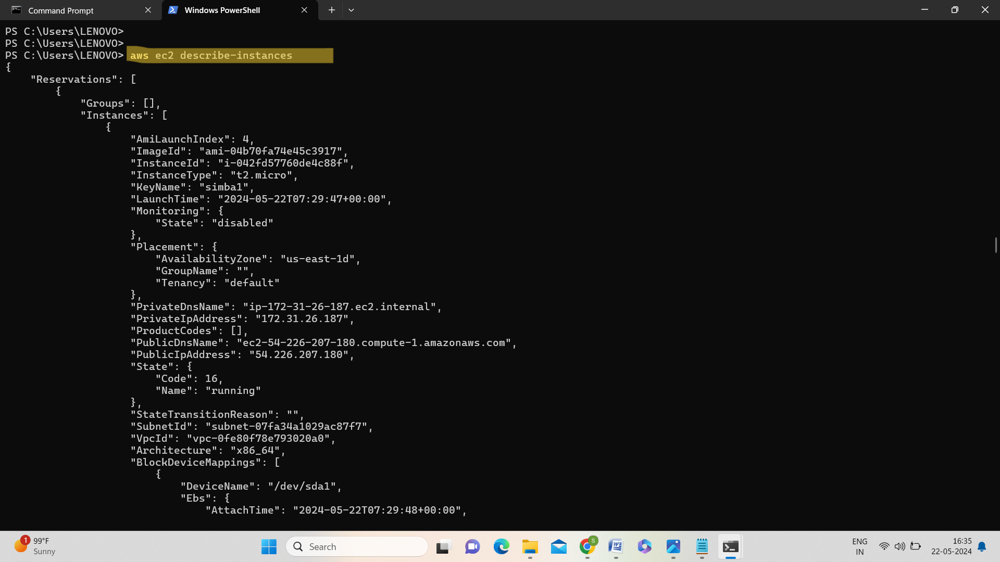 Command Prompt
Windows PowerShell
PS C:\Users\LENOVO>
PS C:\Users\LENOVO>
PS C:\Users\LENOVO> aws ec2 describe-instances
{
    "Reservations": [
        {
            "Groups": [],
            "Instances": [
                {
                    "AmiLaunchIndex": 4,
                    "ImageId": "ami-04b70fa74e45c3917",
                    "InstanceId": "i-042fd57760de4c88f",
                    "InstanceType": "t2.micro",
                    "KeyName": "simba1",
                    "LaunchTime": "2024-05-22T07:29:47+00:00",
                    "Monitoring": {
                        "State": "disabled"
                    },
                    "Placement": {
                        "AvailabilityZone": "us-east-1d",
                        "GroupName": "",
                        "Tenancy": "default"
                    },
                    "PrivateDnsName": "ip-172-31-26-187.ec2.internal",
                    "PrivateIpAddress": "172.31.26.187",
                    "ProductCodes": [],
                    "PublicDnsName": "ec2-54-226-207-180.compute-1.amazonaws.com",
                    "PublicIpAddress": "54.226.207.180",
                    "State": {
                        "Code": 16,
                        "Name": "running"
                    },
                    "StateTransitionReason": "",
                    "SubnetId": "subnet-07fa34a1029ac87f7",
                    "VpcId": "vpc-0fe80f78e793020a0",
                    "Architecture": "x86_64",
                    "BlockDeviceMappings": [
                        {
                            "DeviceName": "/dev/sda1",
                            "Ebs": {
                                "AttachTime": "2024-05-22T07:29:48+00:00",
1
99°F
Sunny
Search
S
W
ENG
IN
16:35
22-05-2024